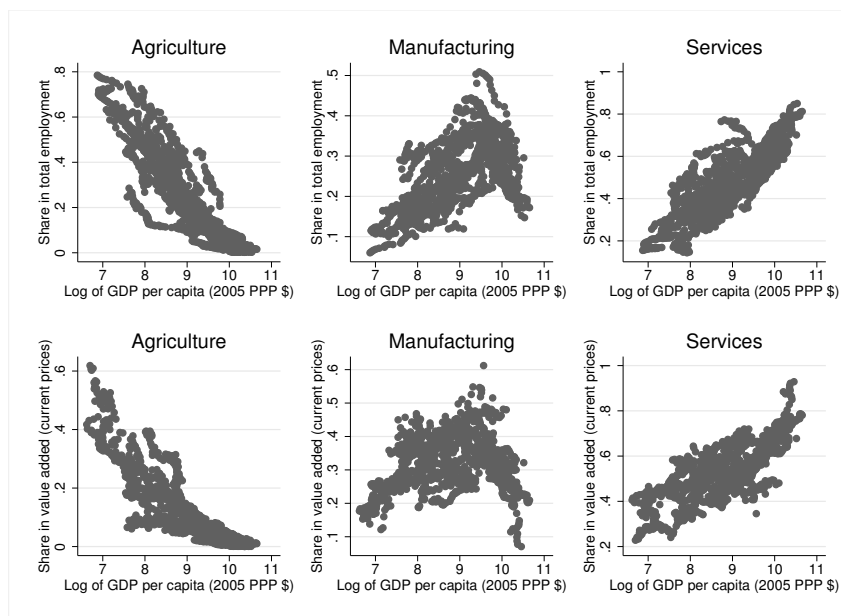 Agriculture
Share in total employment
0 .2 .4 .6 .8
7 8 9 10 11
Log of GDP per capita (2005 PPP $)
Manufacturing
Share in total employment
.1 .2 .3 .4 .5
7 8 9 10 11
Log of GDP per capita (2005 PPP $)
Services
Share in total employment
.2 .4 .6 .8 1
7 8 9 10 11
Log of GDP per capita (2005 PPP $)
Agriculture
Share in value added (current prices)
0 .2 .4 .6
7 8 9 10 11
Log of GDP per capita (2005 PPP $)
Manufacturing
Share in value added (current prices)
.1 .2 .3 .4 .5 .6
7 8 9 10 11
Log of GDP per capita (2005 PPP $)
Services
Share in value added (current prices)
.2 .4 .6 .8 1
7 8 9 10 11
Log of GDP per capita (2005 PPP $)